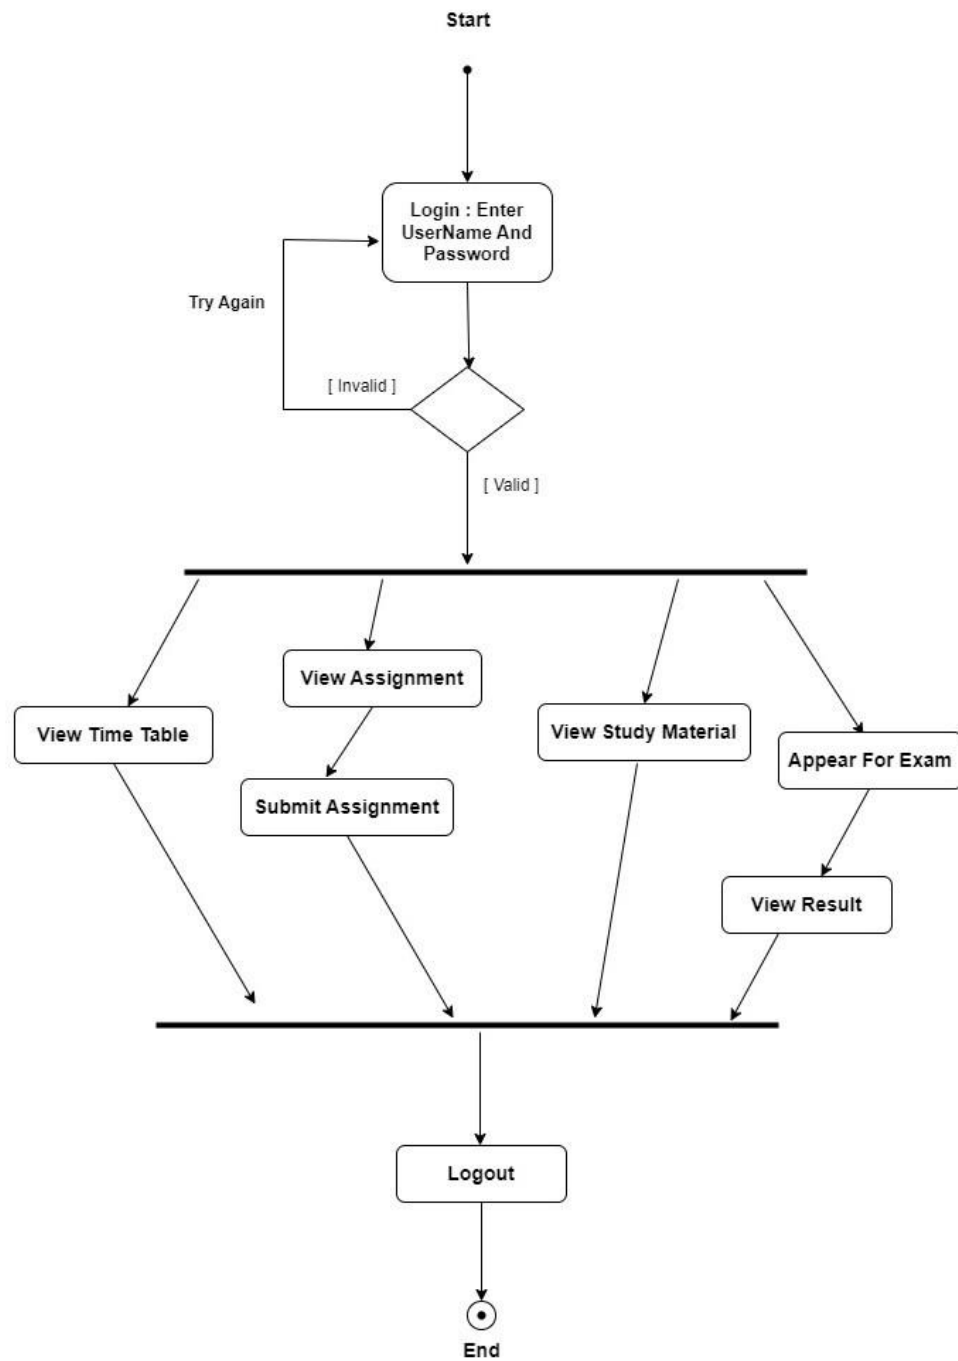 Start
Login : Enter
UserName And
Password
Try Again
[ Invalid ]
[ Valid ]
View Assignment
View Time Table
View Study Material
Appear For Exam
Submit Assignment
View Result
Logout
End